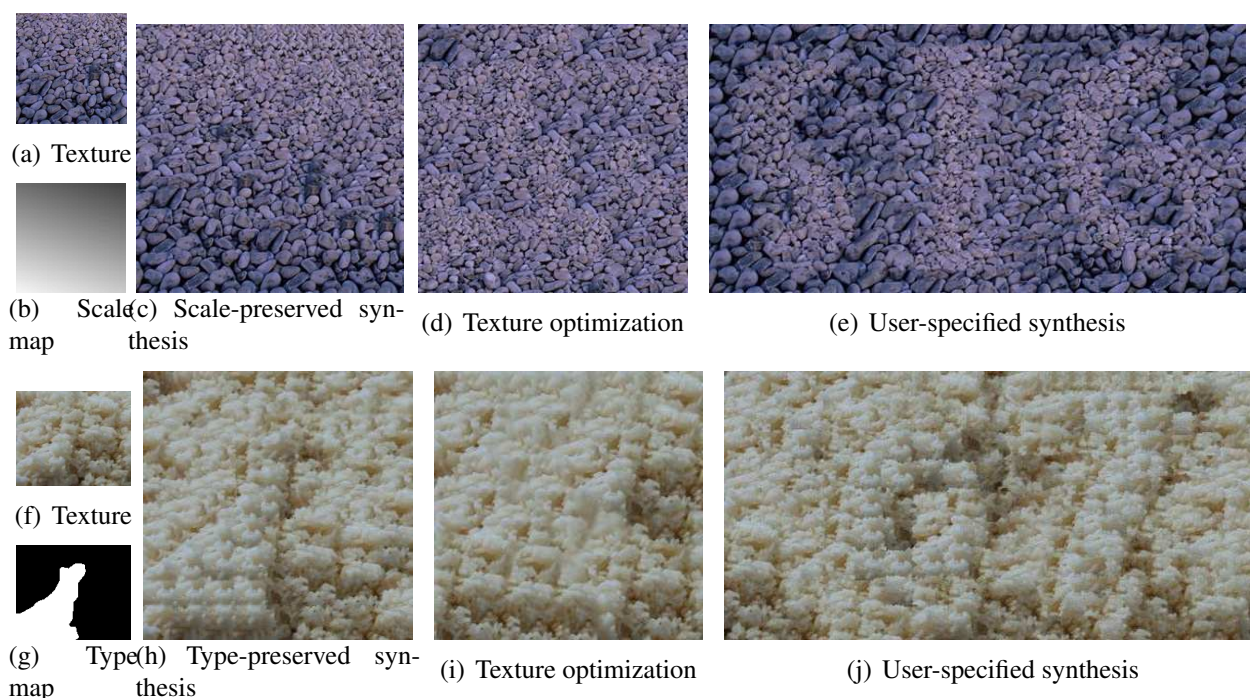 (a) Texture
(b) Scale
map
(c) Scale-preserved syn-
thesis
(d) Texture optimization
(e) User-specified synthesis
(f) Texture
(g) Type
map
(h) Type-preserved syn-
thesis
(i) Texture optimization
(j) User-specified synthesis